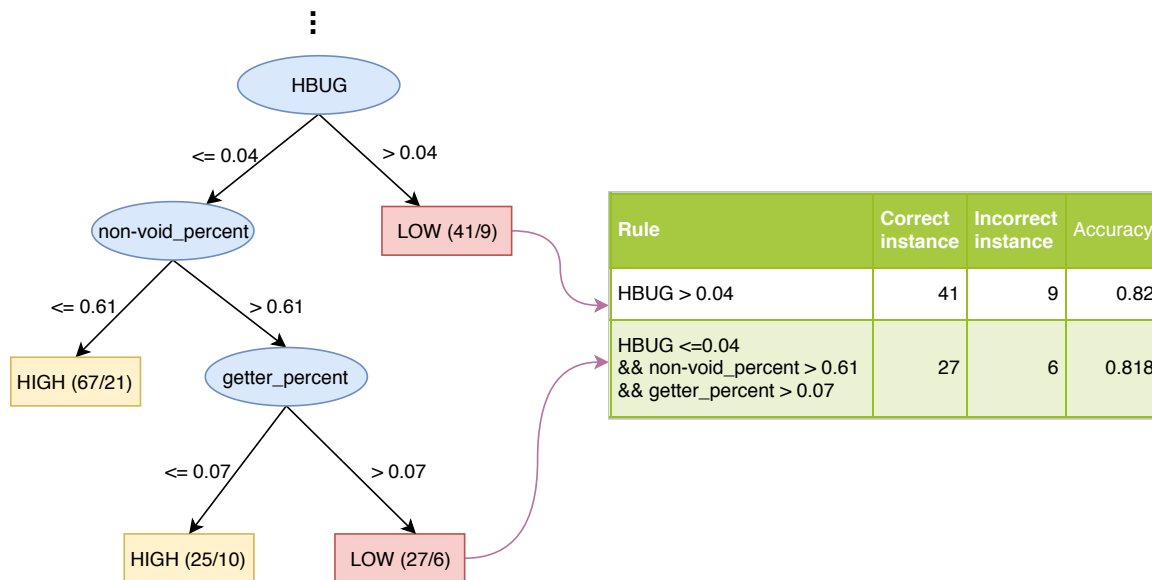 HBUG
<= 0.04
> 0.04
non-void_percent
LOW (41/9)
<= 0.61
> 0.61
HIGH (67/21)
getter_percent
<= 0.07
> 0.07
HIGH (25/10)
LOW (27/6)
Rule
Correct instance
Incorrect instance
Accuracy
HBUG > 0.04
41
9
0.82
HBUG <=0.04
&& non-void_percent > 0.61
&& getter_percent > 0.07
27
6
0.818